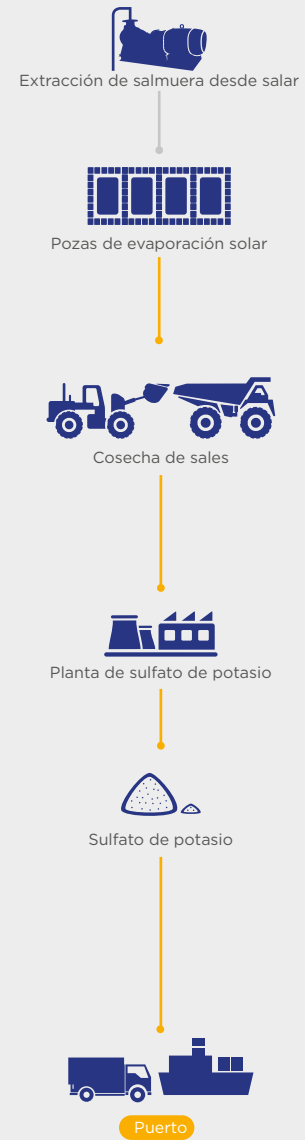 Extracción de salmuera desde salar
Pozas de evaporación solar
Cosecha de sales
Planta de sulfato de potasio
Sulfato de potasio
Puerto